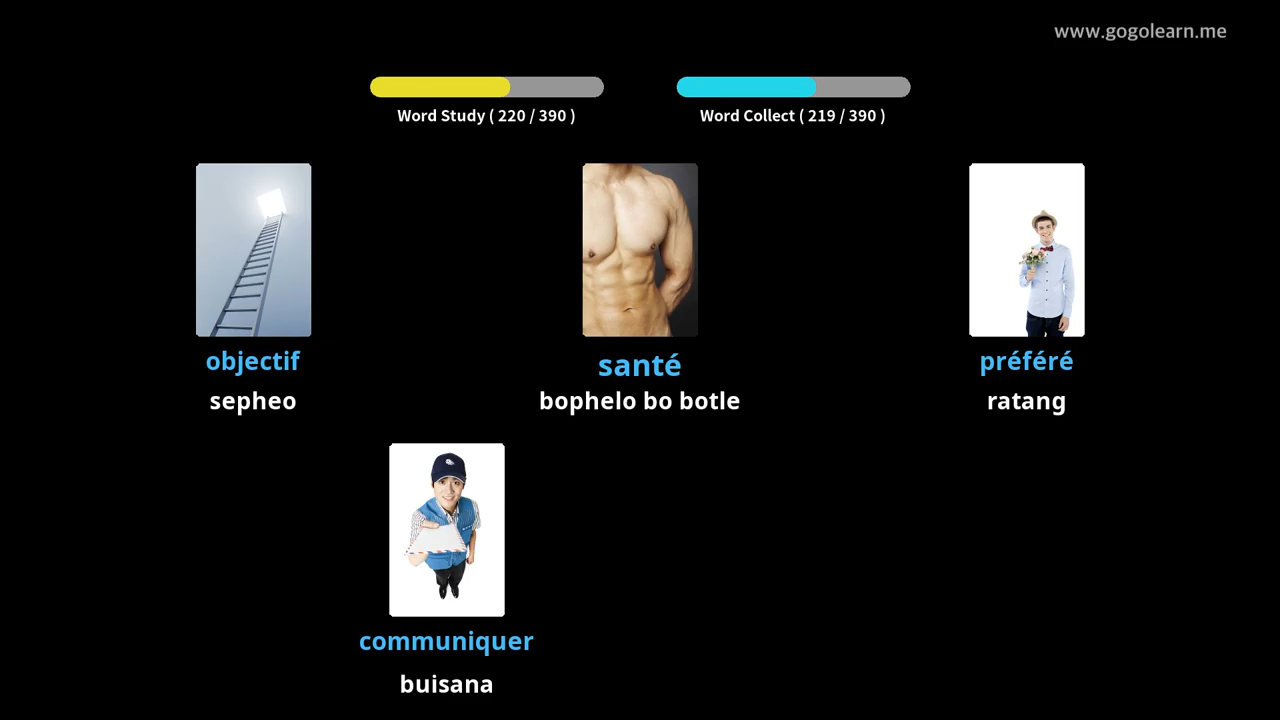 www.gogolearn.me
Word Study ( 220 / 390 )
Word Collect ( 219 / 390 )
objectif
sepheo
santé
bophelo bo botle
préféré
ratang
communiquer
buisana